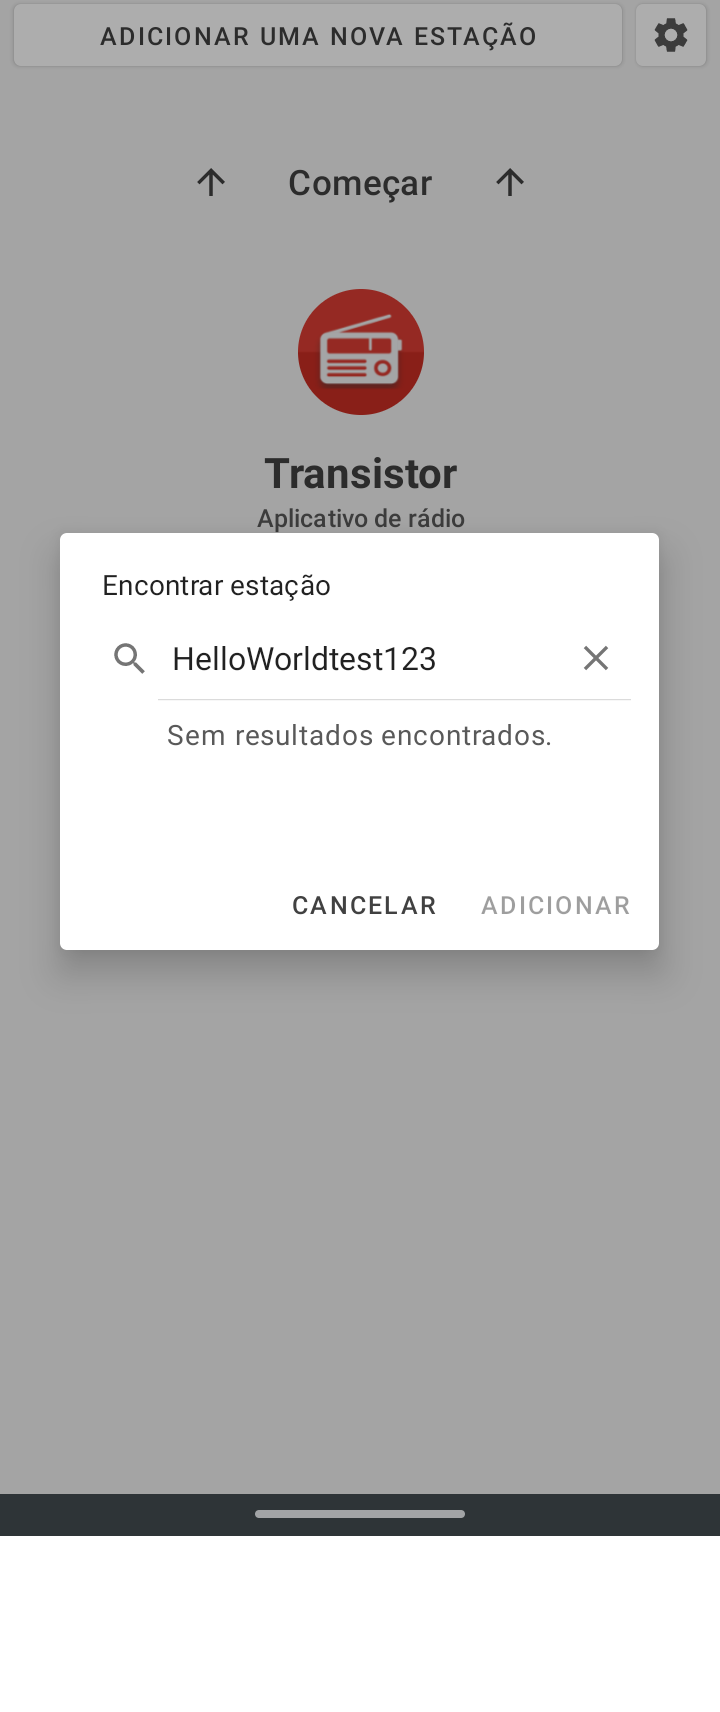 ADICIONAR UMA NOVA ESTAÇÃO
Começar
Transistor
Aplicativo de rádio
Encontrar estação
HelloWorldtest123
Sem resultados encontrados.
CANCELAR ADICIONAR